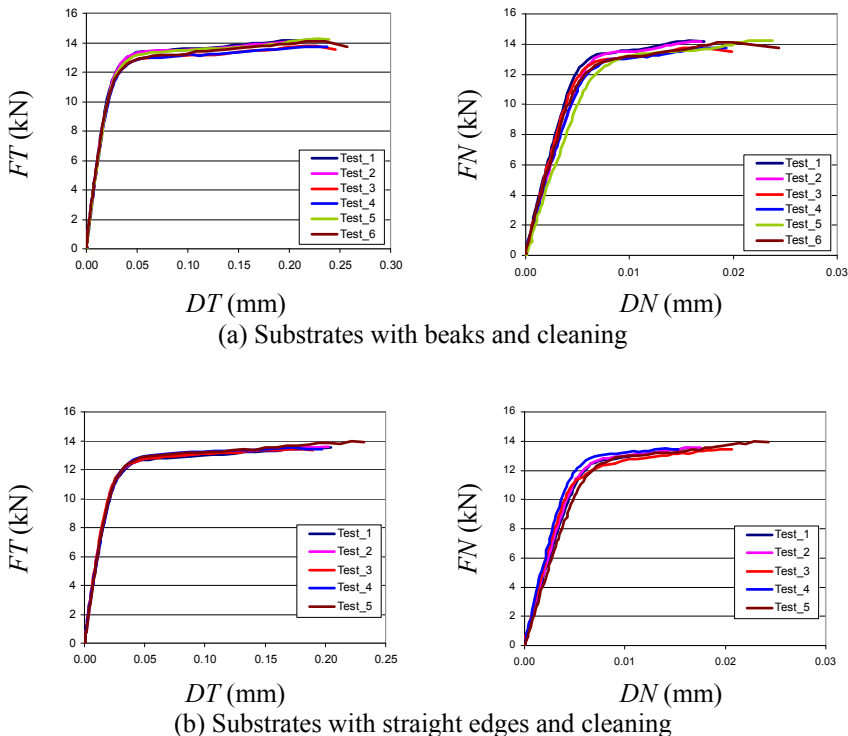 16
14
12
10
8
6
4
2
0
FT (kN)
Test_1
Test_2
Test_3
Test_4
Test_5
Test_6
0.00 0.05 0.10 0.15 0.20 0.25 0.30
DT (mm)
16
14
12
10
8
6
4
2
0
FN (kN)
Test_1
Test_2
Test_3
Test_4
Test_5
Test_6
0.00 0.01 0.02 0.03
DN (mm)
(a) Substrates with beaks and cleaning
16
14
12
10
8
6
4
2
0
FT (kN)
Test_1
Test_2
Test_3
Test_4
Test_5
0.00 0.05 0.10 0.15 0.20 0.25
DT (mm)
16
14
12
10
8
6
4
2
0
FN (kN)
Test_1
Test_2
Test_3
Test_4
Test_5
0.00 0.01 0.02 0.03
DN (mm)
(b) Substrates with straight edges and cleaning